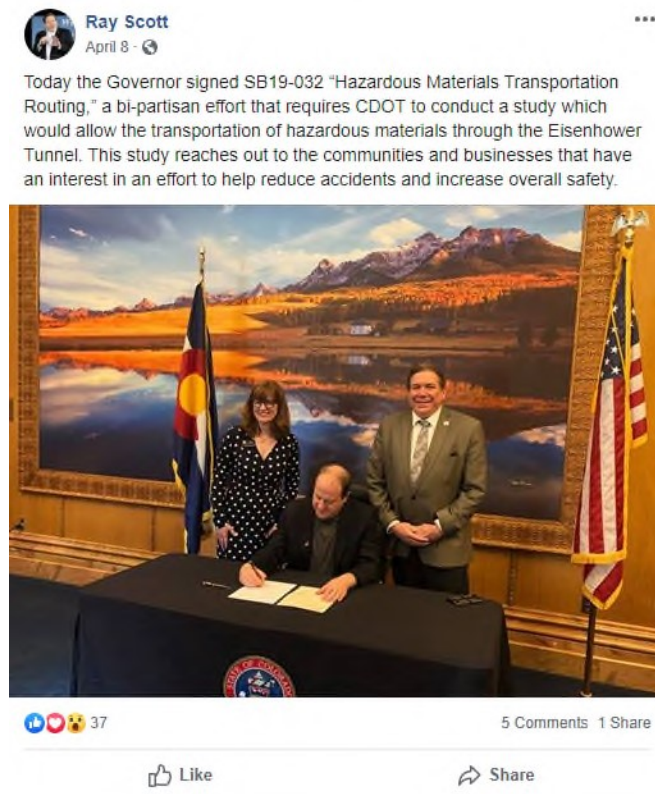 Ray Scott
April 8
Today the Governor signed SB19-032 “Hazardous Materials Transportation
Routing,” a bi-partisan effort that requires CDOT to conduct a study which
would allow the transportation of hazardous materials through the Eisenhower
Tunnel. This study reaches out to the communities and businesses that have
an interest in an effort to help reduce accidents and increase overall safety.
STATE OF COLORADO
37
5 Comments 1 Share
Like
Share